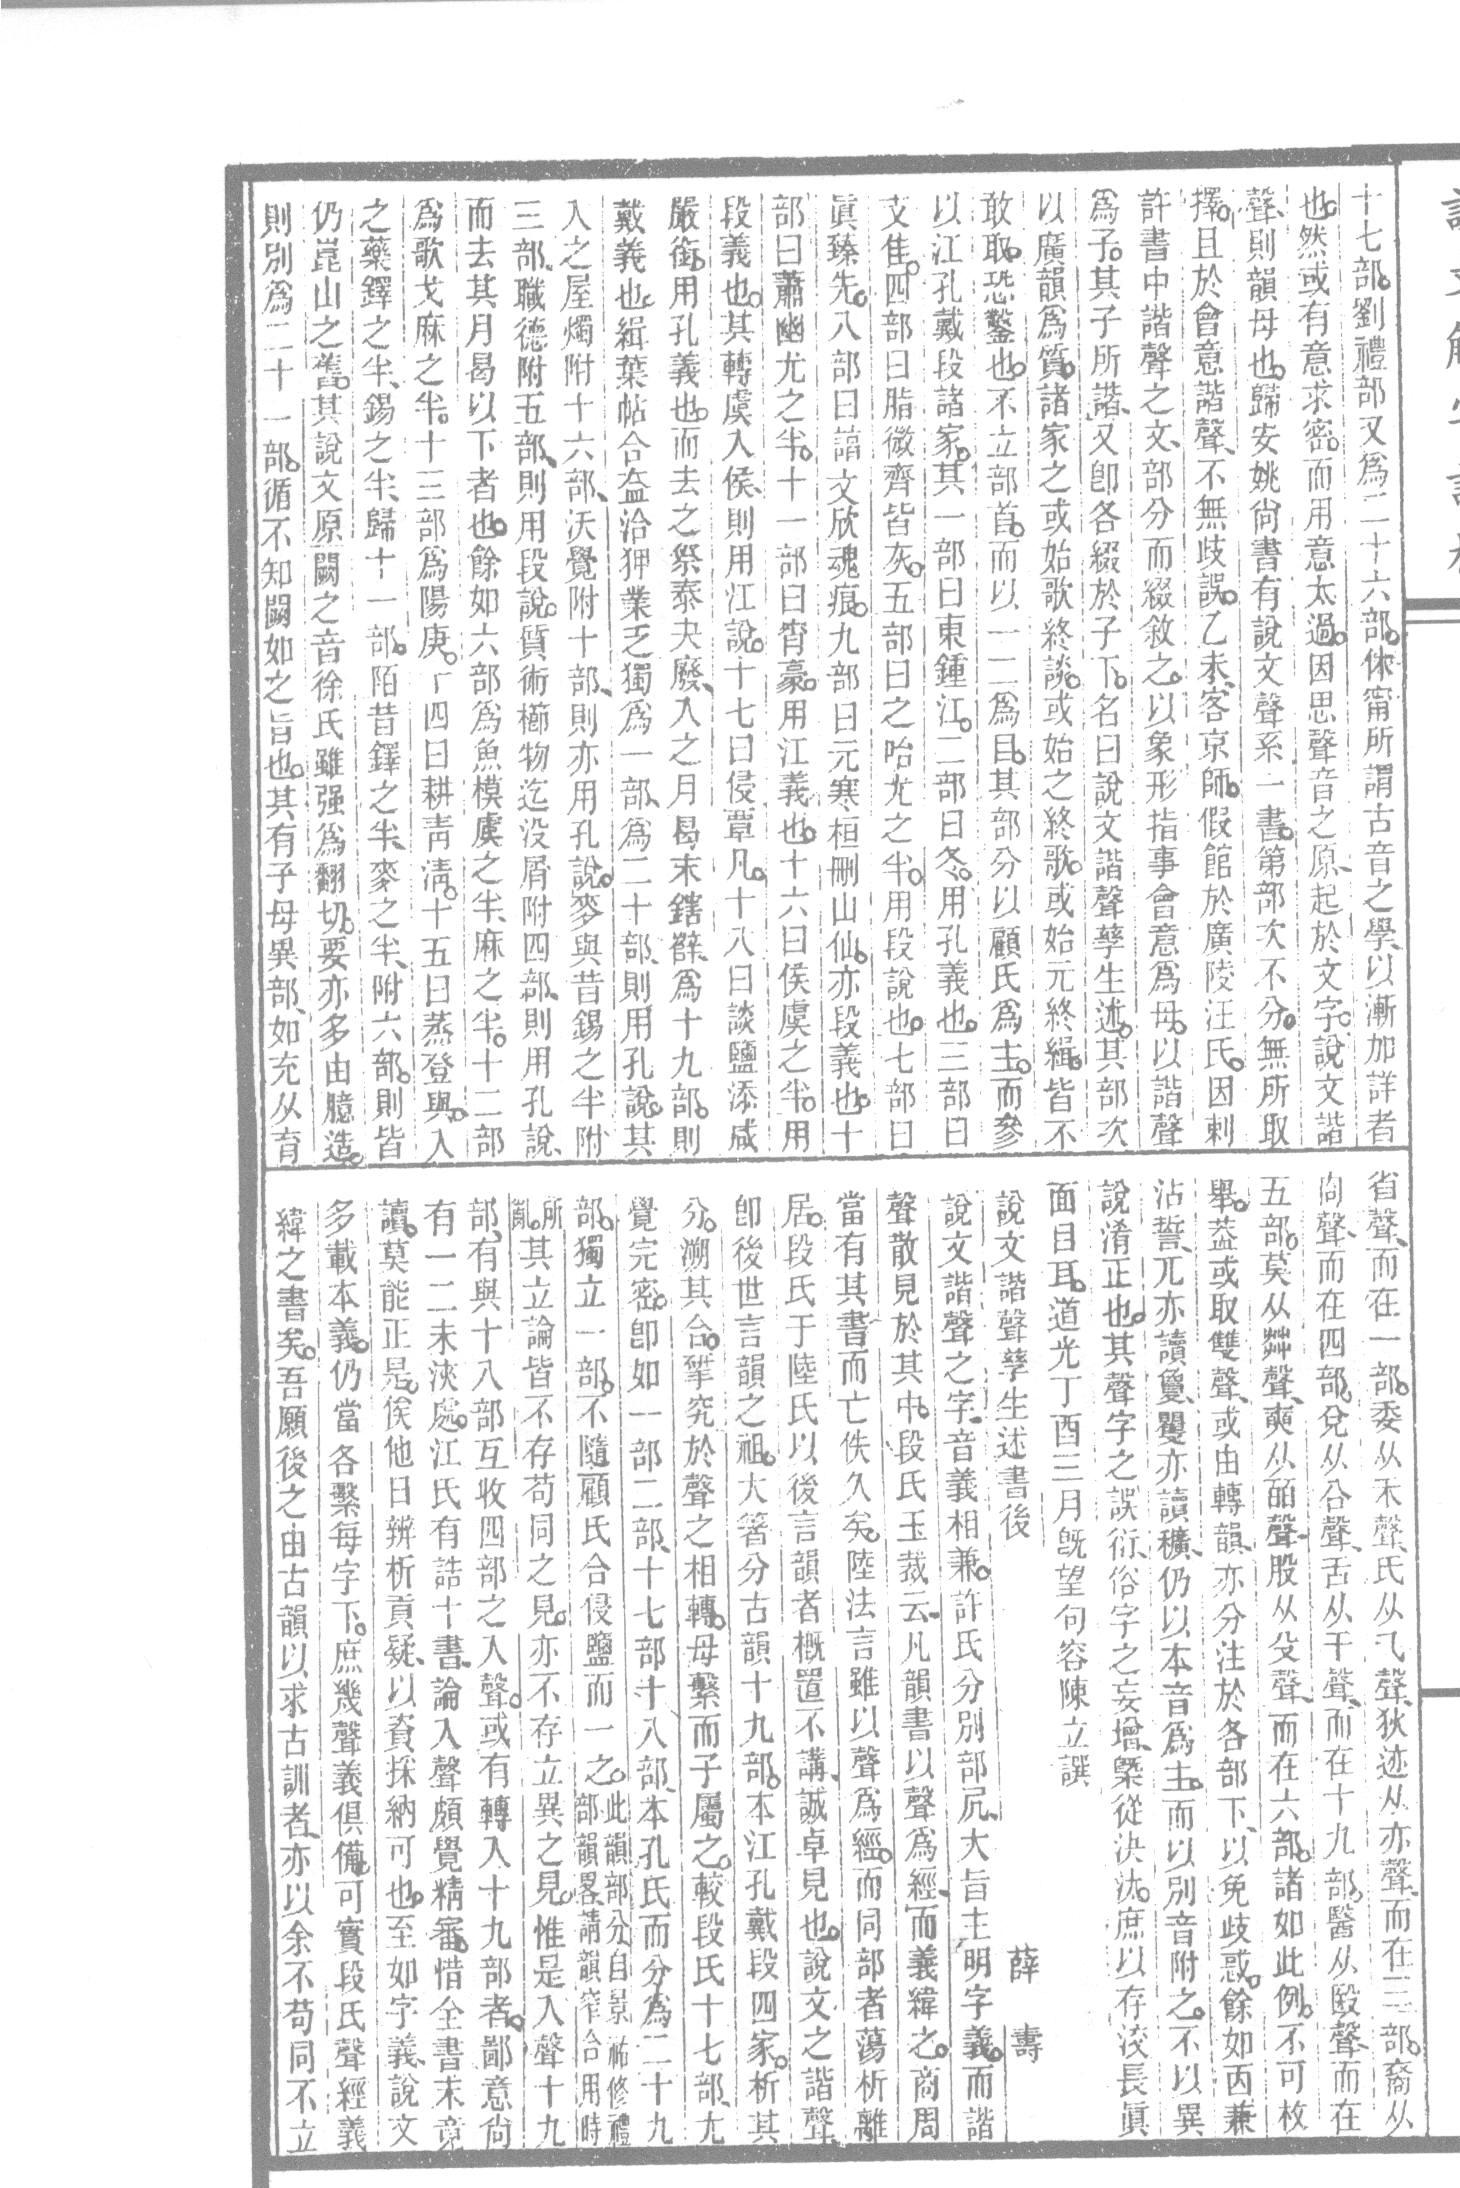 十七部。劉禮部又爲二十六部。休甯所謂古音之學、以漸加詳者
也。然或有意求密。而用意太過。因思聲音之原、起於文字。說文諧
聲、則韻母也。歸安姚尙書有說文聲系一書。第部次不分。無所取
擇。且於會意諧聲、不無歧誤。乙未、客京師。假館於廣陵汪氏。因剌
許書中諧聲之文、部分而綴敘之。以象形指事會意爲母。以諧聲
爲子。其子所諧、又卽各綴於子下。名曰說文諧聲孳生述。其部次
以廣韻爲質。諸家之或始歌終談。或始之終歌。或始元終緝。皆不
敢取。恐鑿也。不立部首。而以一二爲目。其部分以顧氏爲主。而參
以江孔戴段諸家。其一部曰東鍾江。二部曰冬。用孔義也。三部曰
支佳。四部曰脂微齊皆灰。五部曰之咍尤之半。用段說也。七部曰
眞臻先。八部曰諄文欣魂痕。九部曰元寒桓刪山仙。亦段義也。十
部曰蕭幽尤之半。十一部曰宵豪。用江義也。十六曰侯虞之半。用
段義也。其轉虞入侯、則用江說。十七曰侵覃凡。十八曰談鹽添咸
嚴銜。用孔義也。而去之祭泰夬廢、入之月曷末鎋薛、爲十九部。則
戴義也。緝葉帖合盍洽狎業乏獨爲一部、爲二十部、則用孔說。其
入之屋燭附十六部、沃覺附十部、則亦用孔說。麥與昔錫之半附
三部、職德附五部、則用段說。質術櫛物迄没屑附四部、則用孔說、
而去其月曷以下者也。餘如六部爲魚模虞之半、麻之半。十二部
爲歌戈麻之半。十三部爲陽庚。十四曰耕靑淸。十五曰蒸登。與入
之藥鐸之半、錫之半、歸十一部。陌昔鐸之半、麥之半、附六部。則皆
仍崑山之舊。其說文原闕之音、徐氏雖强爲翻切。要亦多由臆造。
則別爲二十一部。循不知闕如之旨也。其有子母異部、如充从育
省聲、而在一部。委从禾聲、氏从乁聲、狄迹从亦聲、而在三部。裔从
㕯聲、而在四部。兌从㕣聲、舌从干聲、而在十九部。醫从殹聲、而在
五部。莫从茻聲、奭从皕聲、股从殳聲、而在六部。諸如此例。不可枚
舉。葢或取雙聲、或由轉韻、亦分注於各部下、以免歧惑。餘如丙兼
沾誓、兀亦讀敻、矍亦讀穬、仍以本音爲主。而以別音附之。不以異
說淆正也。其聲字之誤衍、俗字之妄增、槩從決汰。庶以存洨長眞
面目耳。道光丁酉三月旣望句容陳立譔
說文諧聲孳生述書後
薛壽
說文諧聲之字、音義相兼。許氏分別部尻、大旨主明字義。而諧
聲散見於其中。段氏玉裁云、凡韻書以聲爲經、而義緯之。商周
當有其書而亡佚久矣。陸法言雖以聲爲經。而同部者蕩析離
居。段氏于陸氏以後言韻者槪置不講、誠卓見也。說文之諧聲、
卽後世言韻之祖。大箸分古韻十九部。本江孔戴段四家。析其
分。溯其合。肈究於聲之相轉。母繫而子屬之。較段氏十七部、尤
覺完密。卽如一部二部、十七部十八部、本孔氏而分爲二十九
部。獨立一部。不隨顧氏合侵鹽而一之。此韻部分、自景祐修禮部韻畧、請韻窄合用時
所亂。其立論皆不存苟同之見。亦不存立異之見。惟是入聲十九
部、有與十八部互收四部之入聲。或有轉入十九部者。鄙意尙
有一二未浹處。江氏有誥十書、論入聲頗覺精審。惜全書未竟
讀。莫能正是。俟他日辨析貢疑、以資採納可也。至如字義、說文
多載本義。仍當各繫每字下。庶幾聲義俱備。可實段氏聲經義
緯之書矣。吾願後之由古韻以求古訓者、亦以余不苟同不立